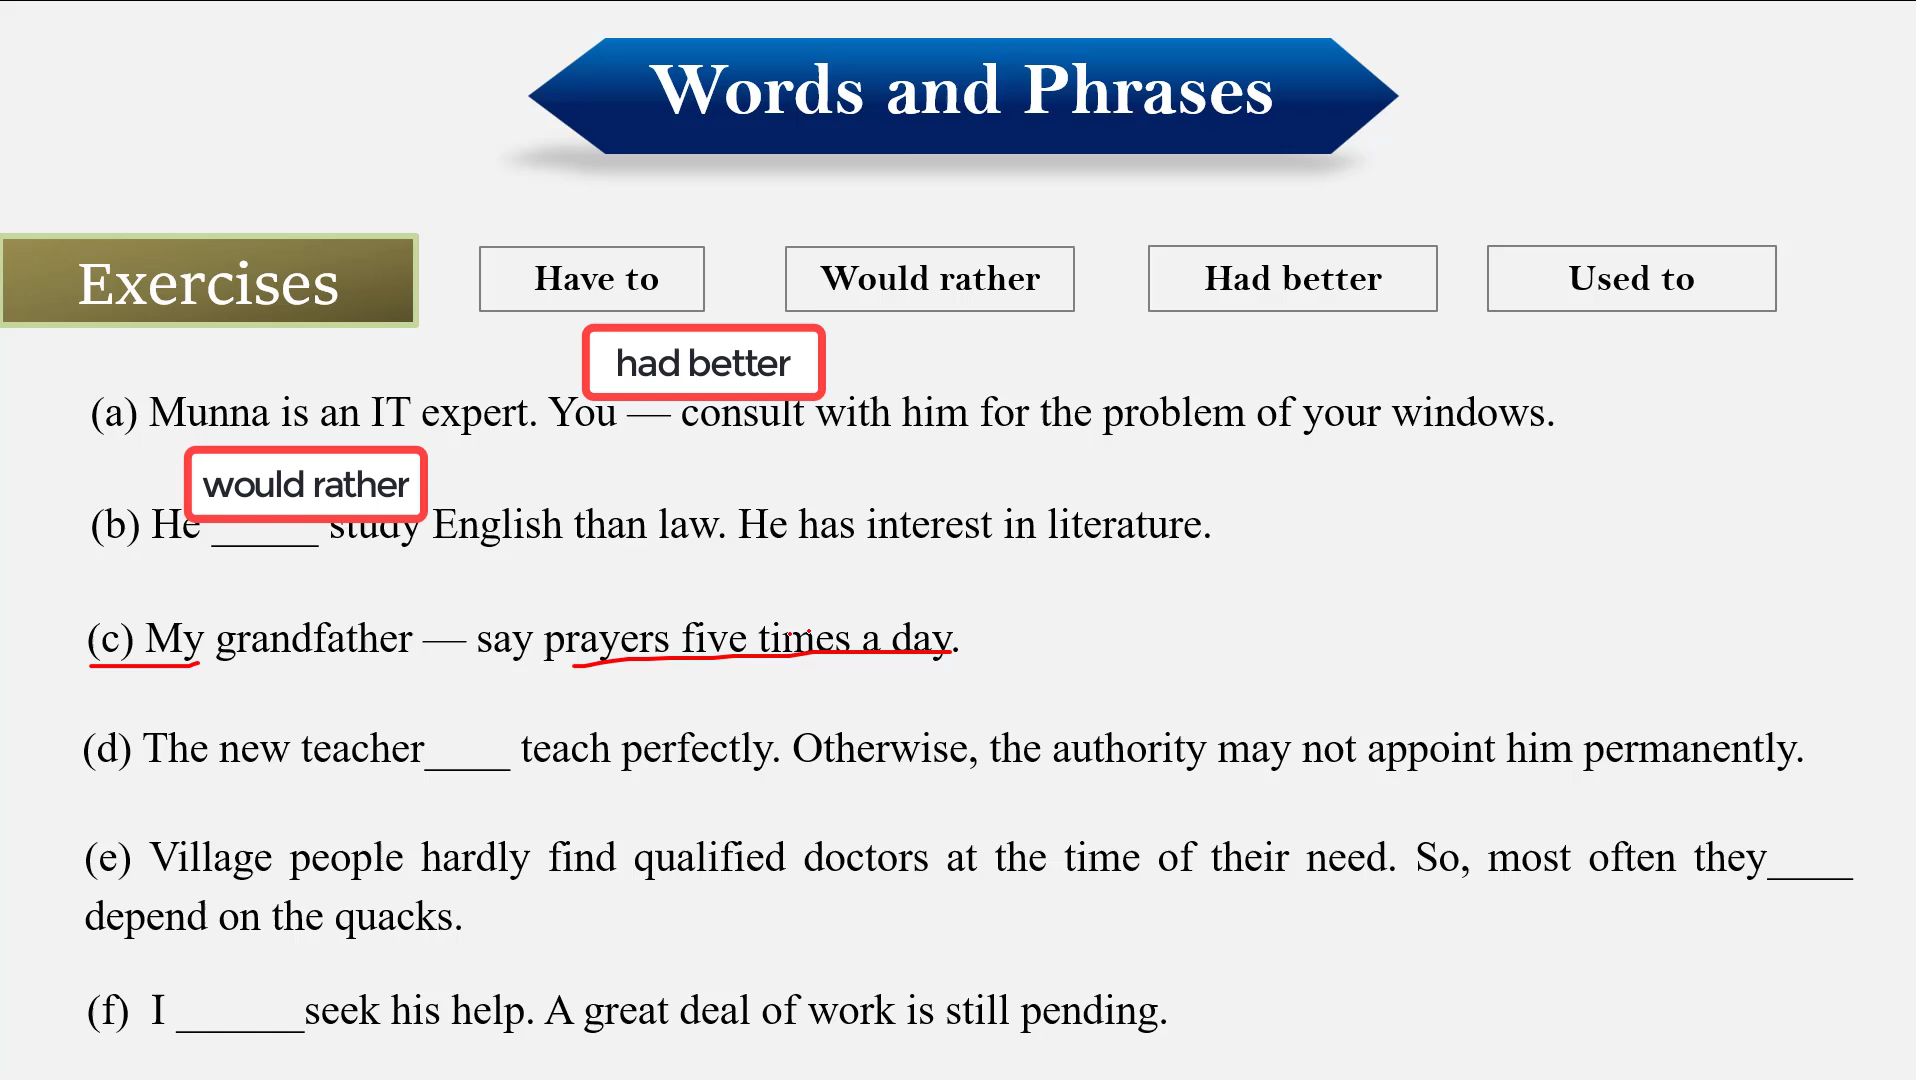 Words and Phrases
Exercises
Have to
Would rather
Had better
Used to
had better
(a) Munna is an IT expert. You — consult with him for the problem of your windows.
would rather
(b) He _____ study English than law. He has interest in literature.
(c) My grandfather — say prayers five times a day.
(d) The new teacher____ teach perfectly. Otherwise, the authority may not appoint him permanently.
(e) Village people hardly find qualified doctors at the time of their need. So, most often they____
depend on the quacks.
(f) I ______seek his help. A great deal of work is still pending.